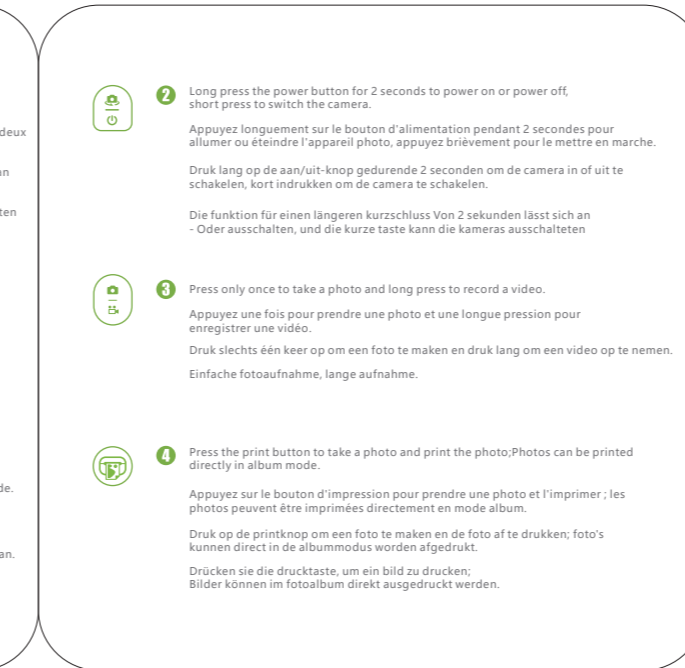 deux
ten
de.
an.
2
Long press the power button for 2 seconds to power on or power off,
short press to switch the camera.
Appuyez longuement sur le bouton d'alimentation pendant 2 secondes pour
allumer ou éteindre l'appareil photo, appuyez brièvement pour le mettre en marche.
Druk lang op de aan/uit-knop gedurende 2 seconden om de camera in of uit te
schakelen, kort indrukken om de camera te schakelen.
Die funktion für einen längeren kurzschluss Von 2 sekunden lässt sich an
- Oder ausschalten, und die kurze taste kann die kameras ausschalteten
3
Press only once to take a photo and long press to record a video.
Appuyez une fois pour prendre une photo et une longue pression pour
enregistrer une vidéo.
Druk slechts één keer op om een foto te maken en druk lang om een video op te nemen.
Einfache fotoaufnahme, lange aufnahme.
4
Press the print button to take a photo and print the photo;Photos can be printed
directly in album mode.
Appuyez sur le bouton d'impression pour prendre une photo et l'imprimer ; les
photos peuvent être imprimées directement en mode album.
Druk op de printknop om een foto te maken en de foto af te drukken; foto's
kunnen direct in de albummodus worden afgedrukt.
Drücken sie die drucktaste, um ein bild zu drucken;
Bilder können im fotoalbum direkt ausgedruckt werden.